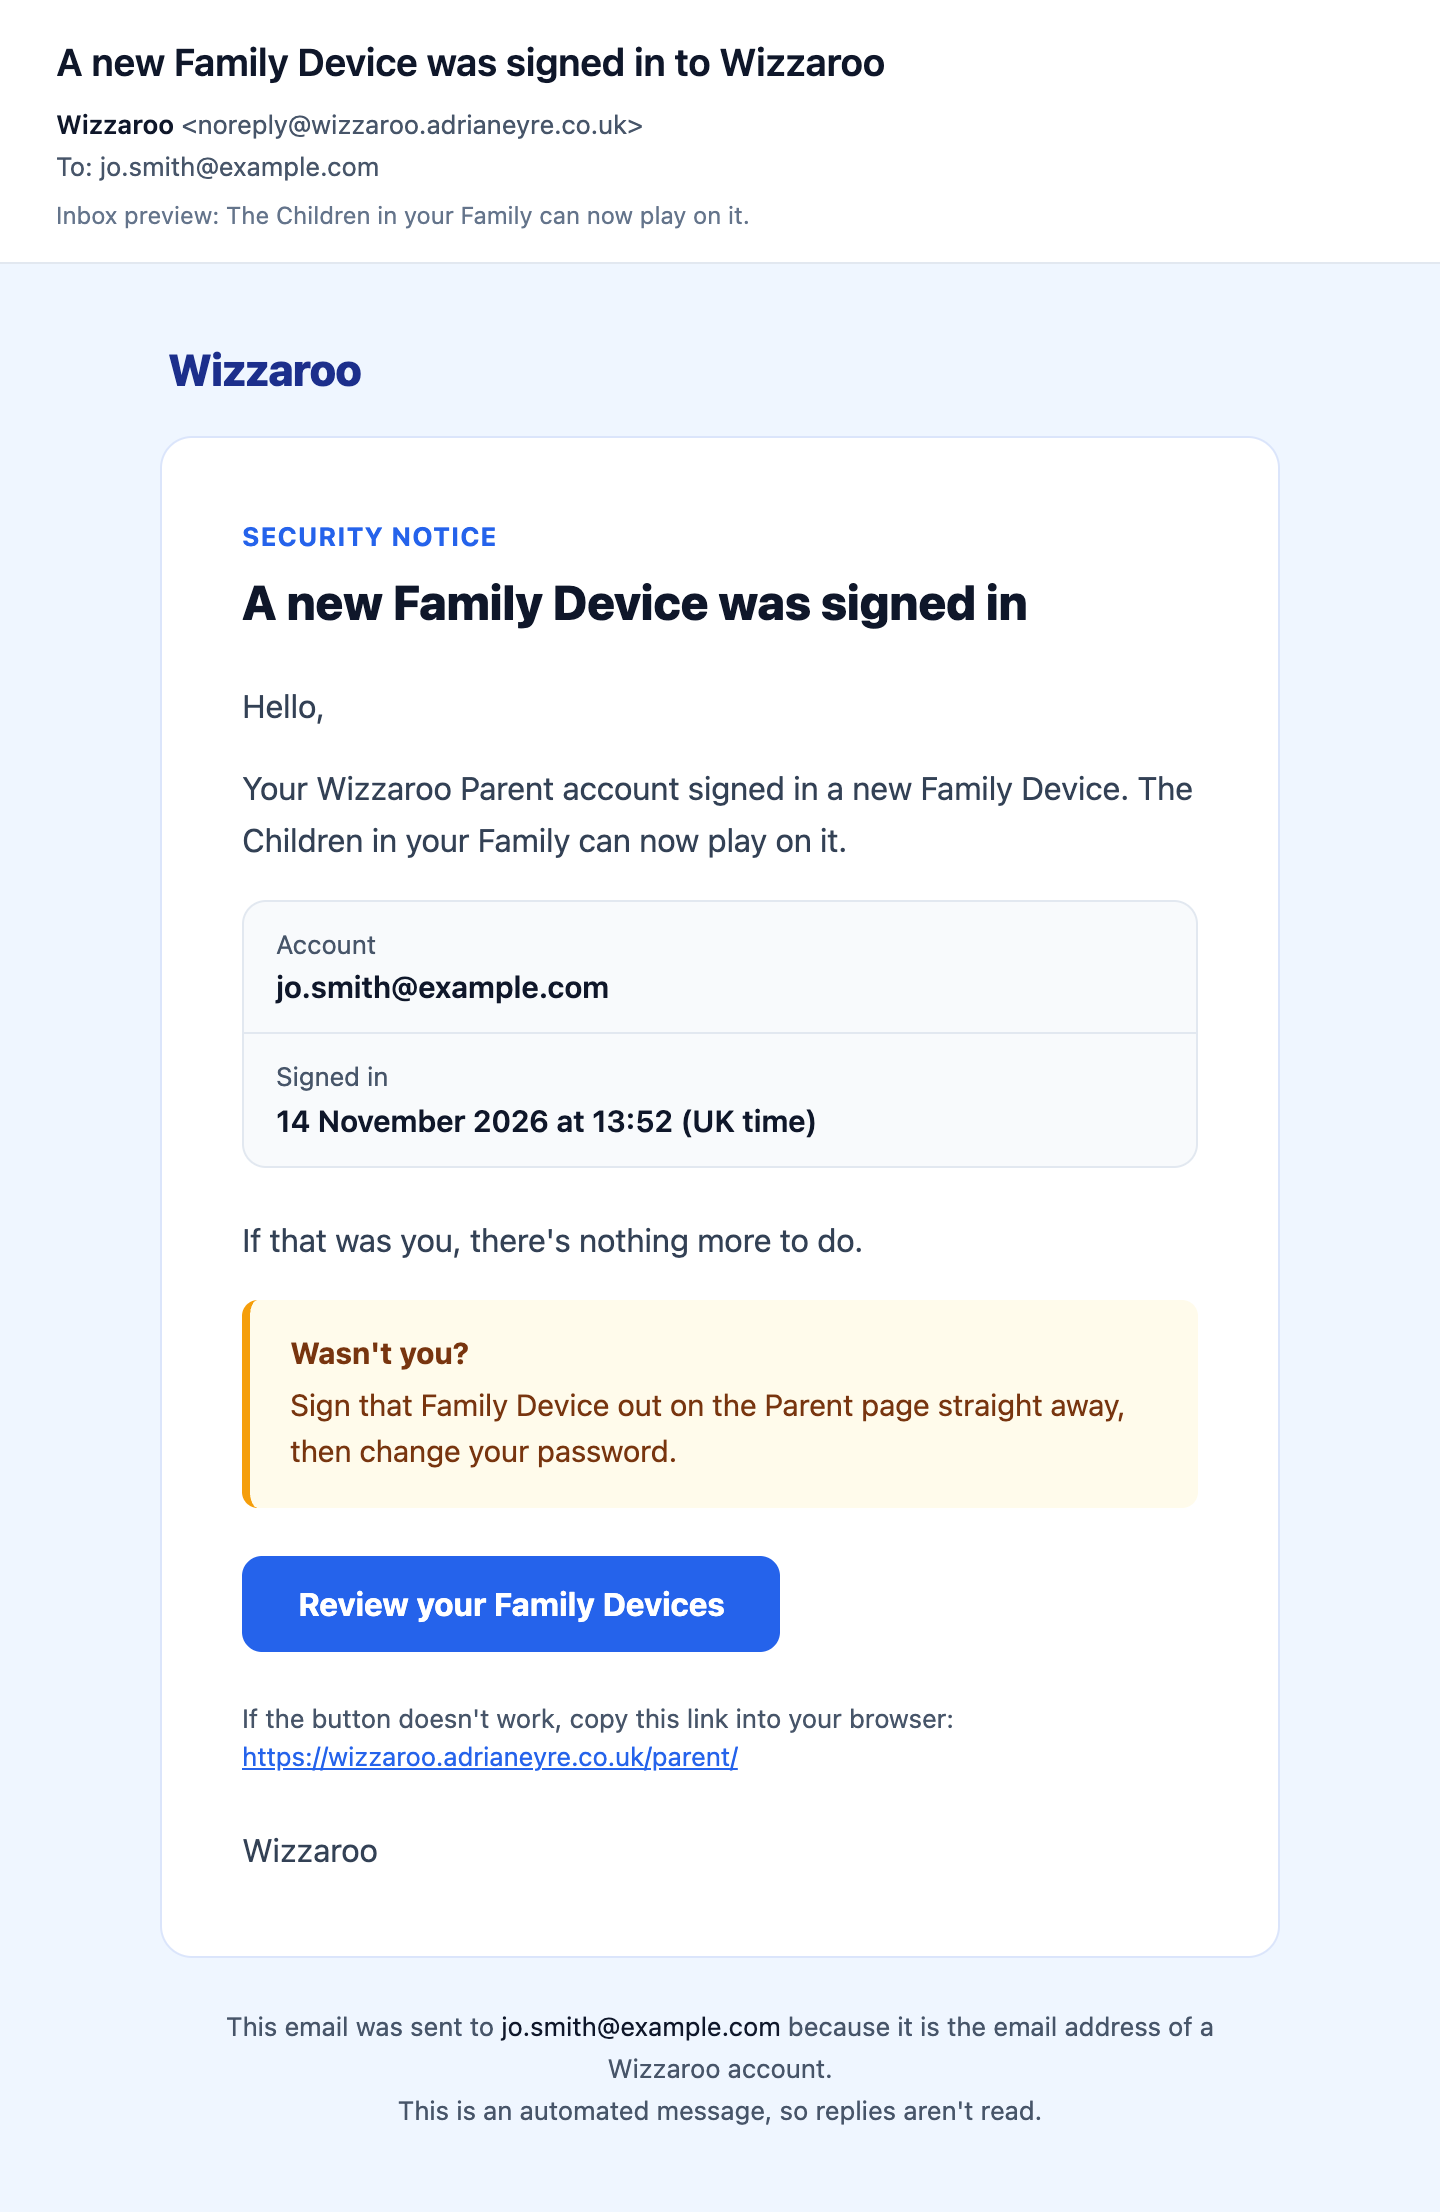 A new Family Device was signed in to Wizzaroo
Wizzaroo <noreply@wizzaroo.adrianeyre.co.uk>
To: jo.smith@example.com
Inbox preview: The Children in your Family can now play on it.
Wizzaroo
SECURITY NOTICE
A new Family Device was signed in
Hello,
Your Wizzaroo Parent account signed in a new Family Device. The
Children in your Family can now play on it.
Account
jo.smith@example.com
Signed in
14 November 2026 at 13:52 (UK time)
If that was you, there's nothing more to do.
Wasn't you?
Sign that Family Device out on the Parent page straight away,
then change your password.
Review your Family Devices
If the button doesn't work, copy this link into your browser:
https://wizzaroo.adrianeyre.co.uk/parent/
Wizzaroo
This email was sent to jo.smith@example.com because it is the email address of a
Wizzaroo account.
This is an automated message, so replies aren't read.